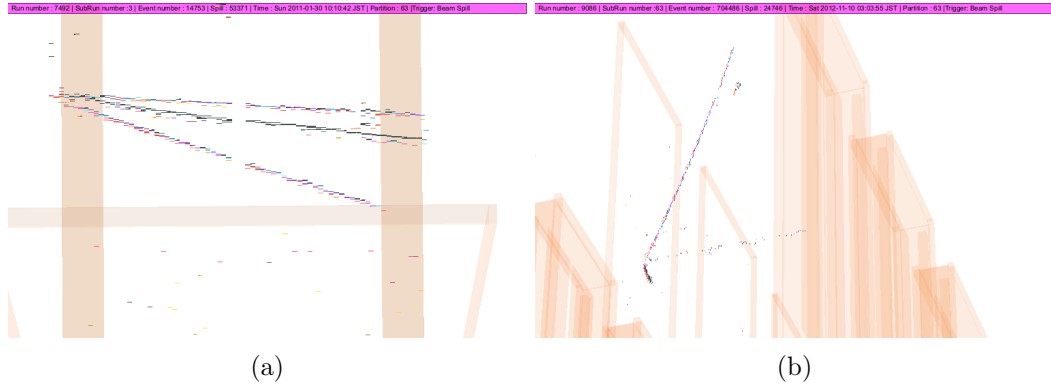 Run number : 7492 | SubRun number : 3 | Event number : 14753 | Spill : 53371 | Time : Sun 2011-01-30 10:10:42 JST | Partition : 63 | Trigger: Beam Spill
Run number : 9086 | SubRun number : 63 | Event number : 704486 | Spill : 24746 | Time : Sat 2012-11-10 03:03:55 JST | Partition : 63 | Trigger: Beam Spill
(a)
(b)